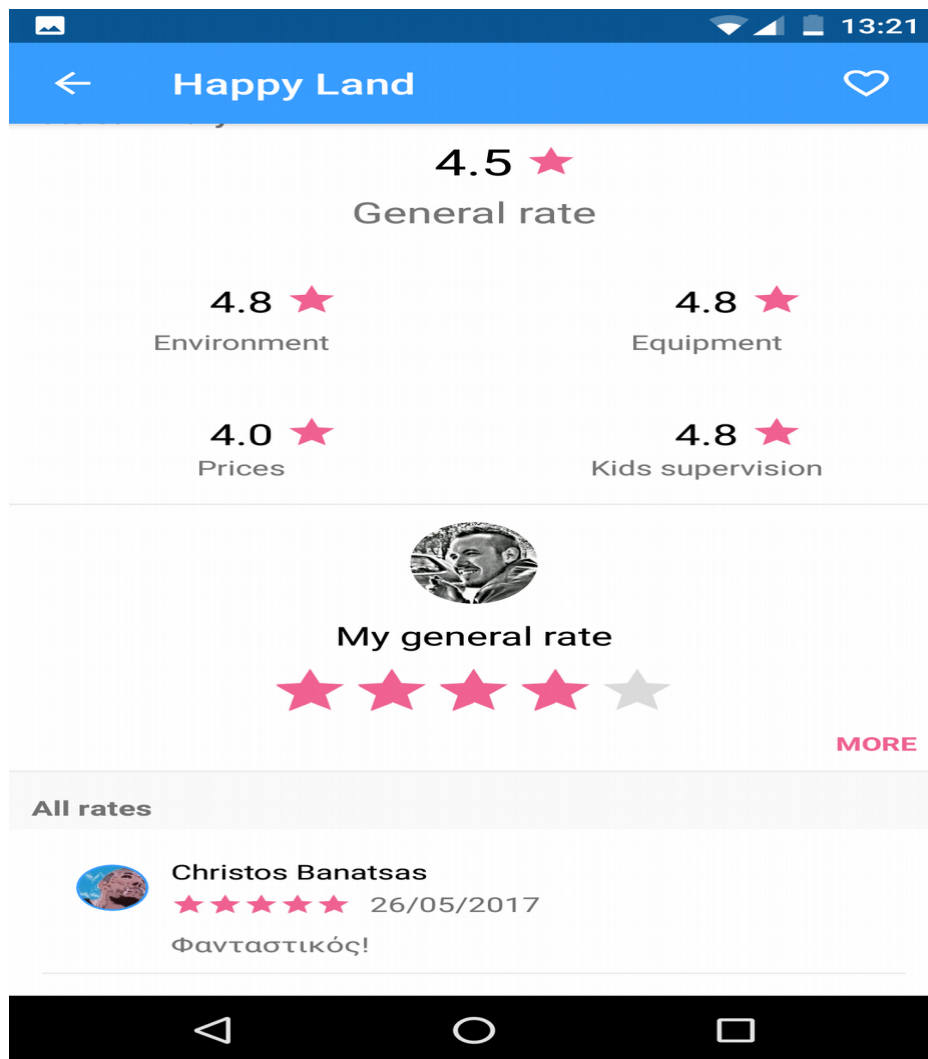 13:21
Happy Land
4.5
General rate
4.8 4.8
Environment Equipment
4.0 4.8
Prices Kids supervision
My general rate
MORE
All rates
Christos Banatsas
26/05/2017
Φανταστικός!